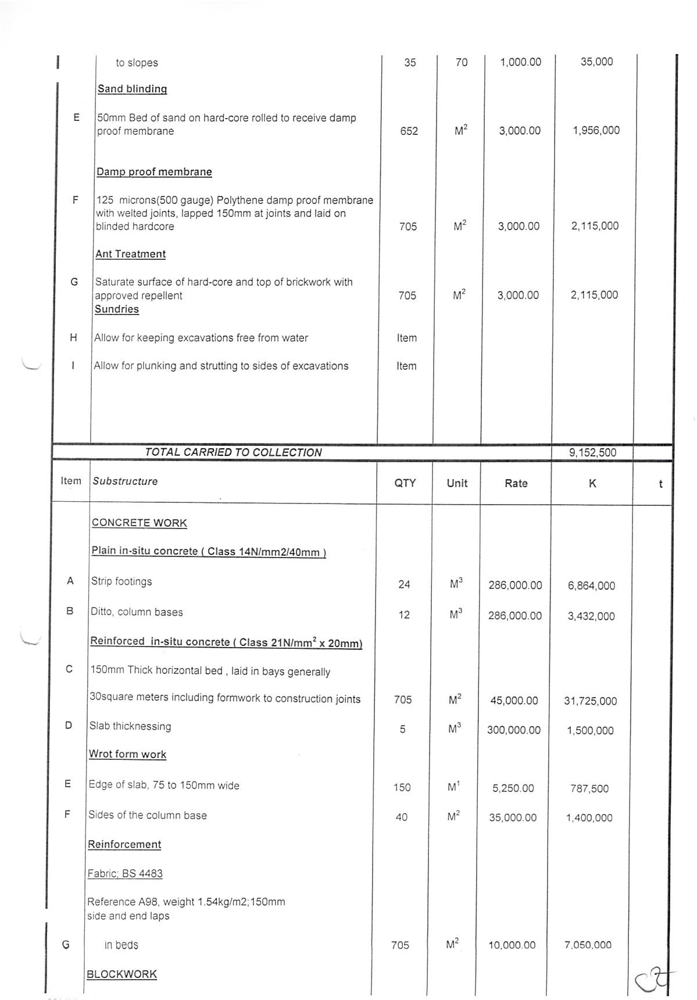 to slopes 35 70 1,000.00 35,000
Sand blinding
E 50mm Bed of sand on hard-core rolled to receive damp
proof membrane 652 M² 3,000.00 1,956,000
Damp proof membrane
F 125 microns(500 gauge) Polythene damp proof membrane
with welted joints, lapped 150mm at joints and laid on
blinded hardcore 705 M² 3,000.00 2,115,000
Ant Treatment
G Saturate surface of hard-core and top of brickwork with
approved repellent 705 M² 3,000.00 2,115,000
Sundries
H Allow for keeping excavations free from water Item
I Allow for plunking and strutting to sides of excavations Item
TOTAL CARRIED TO COLLECTION 9,152,500
Item Substructure QTY Unit Rate K t
CONCRETE WORK
Plain in-situ concrete ( Class 14N/mm2/40mm )
A Strip footings 24 M³ 286,000.00 6,864,000
B Ditto, column bases 12 M³ 286,000.00 3,432,000
Reinforced in-situ concrete ( Class 21N/mm² x 20mm)
C 150mm Thick horizontal bed , laid in bays generally
30square meters including formwork to construction joints 705 M² 45,000.00 31,725,000
D Slab thicknessing 5 M³ 300,000.00 1,500,000
Wrot form work
E Edge of slab, 75 to 150mm wide 150 M¹ 5,250.00 787,500
F Sides of the column base 40 M² 35,000.00 1,400,000
Reinforcement
Fabric; BS 4483
Reference A98, weight 1.54kg/m2;150mm
side and end laps
G in beds 705 M² 10,000.00 7,050,000
BLOCKWORK